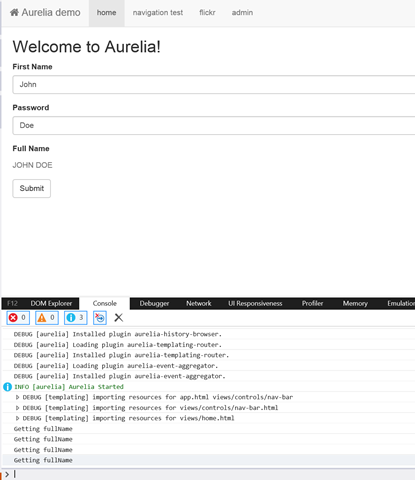 Aurelia demo home navigation test flickr admin
Welcome to Aurelia!
First Name
John
Password
Doe
Full Name
JOHN DOE
Submit
F12 DOM Explorer Console Debugger Network UI Responsiveness Profiler Memory Emulation
0 0 3
DEBUG [aurelia] Installed plugin aurelia-history-browser.
DEBUG [aurelia] Loading plugin aurelia-templating-router.
DEBUG [aurelia] Installed plugin aurelia-templating-router.
DEBUG [aurelia] Loading plugin aurelia-event-aggregator.
DEBUG [aurelia] Installed plugin aurelia-event-aggregator.
INFO [aurelia] Aurelia Started
DEBUG [templating] importing resources for app.html views/controls/nav-bar
DEBUG [templating] importing resources for views/controls/nav-bar.html
DEBUG [templating] importing resources for views/home.html
Getting fullName
Getting fullName
Getting fullName
Getting fullName